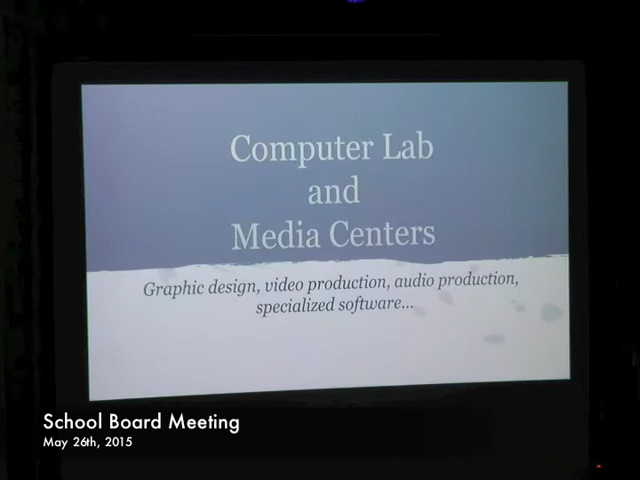 Computer Lab
and
Media Centers
Graphic design, video production, audio production,
specialized software...
School Board Meeting
May 26th, 2015